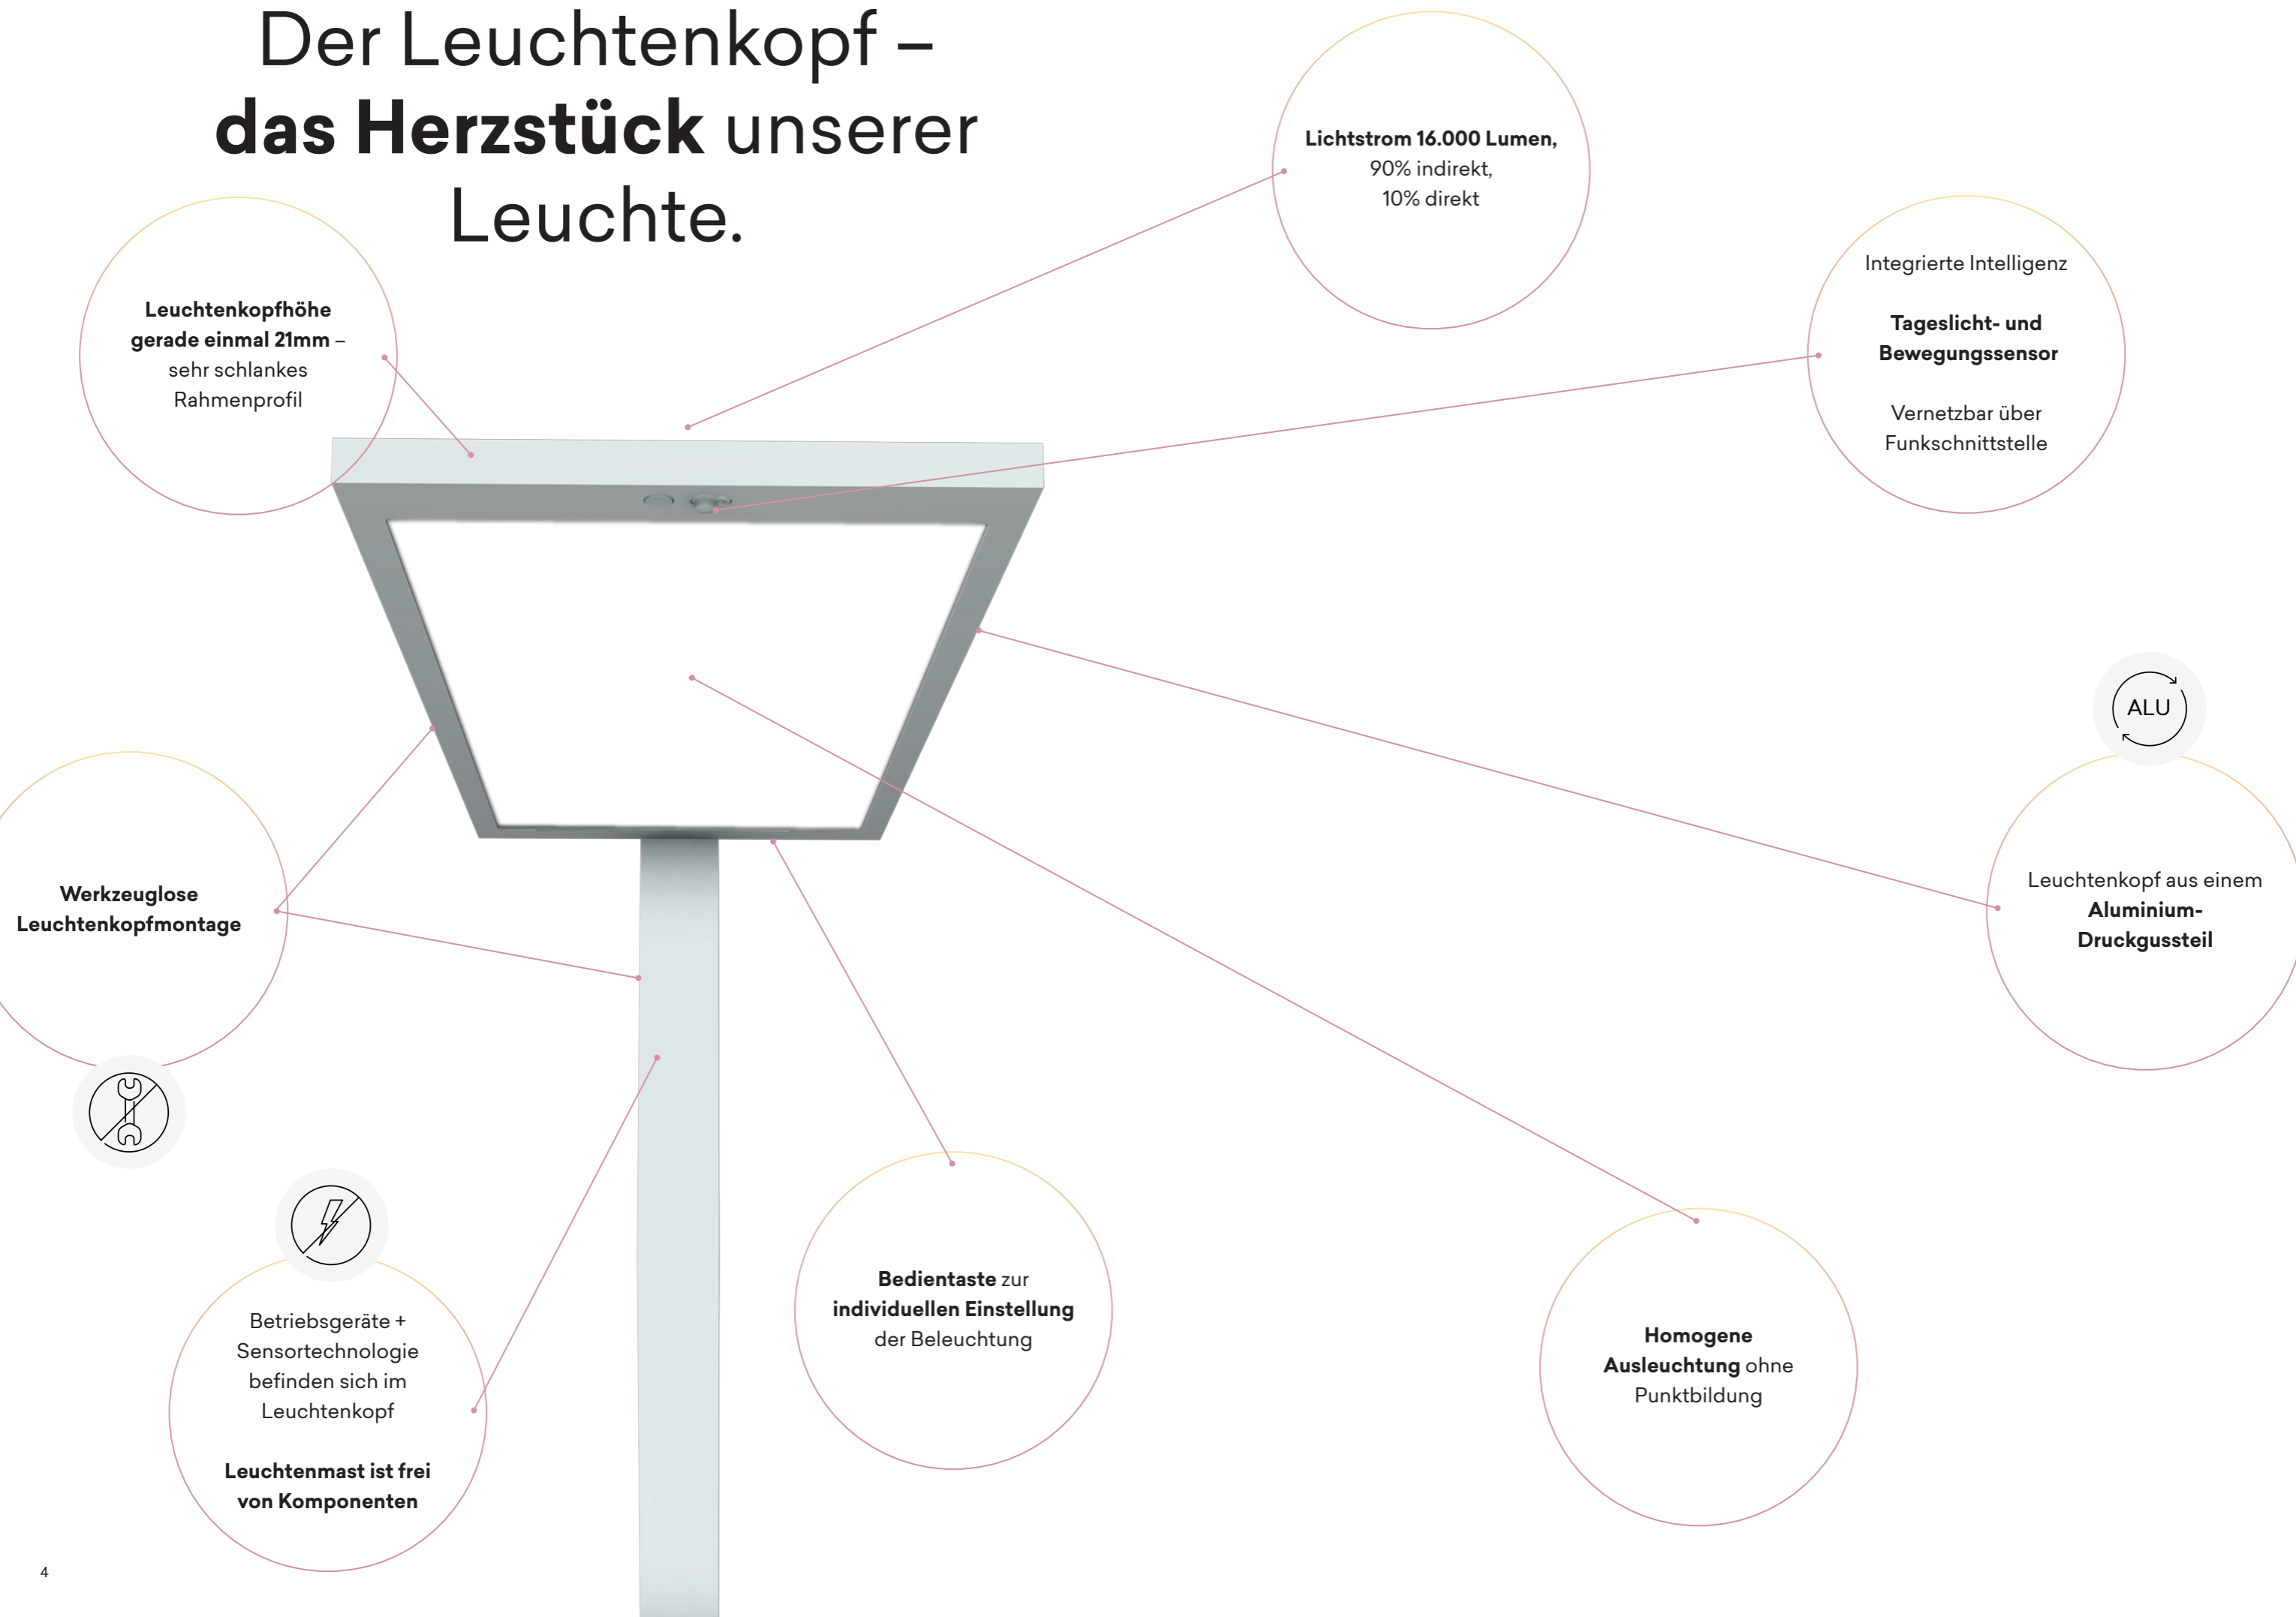 Der Leuchtenkopf –
das Herzstück unserer
Leuchte.
Lichtstrom 16.000 Lumen,
90% indirekt,
10% direkt
Integrierte Intelligenz
Tageslicht- und
Bewegungssensor
Vernetzbar über
Funkschnittstelle
Leuchtenkopfhöhe
gerade einmal 21mm –
sehr schlankes
Rahmenprofil
ALU
Leuchtenkopf aus einem
Aluminium-
Druckgussteil
Werkzeuglose
Leuchtenkopfmontage
Betriebsgeräte +
Sensortechnologie
befinden sich im
Leuchtenkopf
Leuchtenmast ist frei
von Komponenten
Bedientaste zur
individuellen Einstellung
der Beleuchtung
Homogene
Ausleuchtung ohne
Punktbildung
4